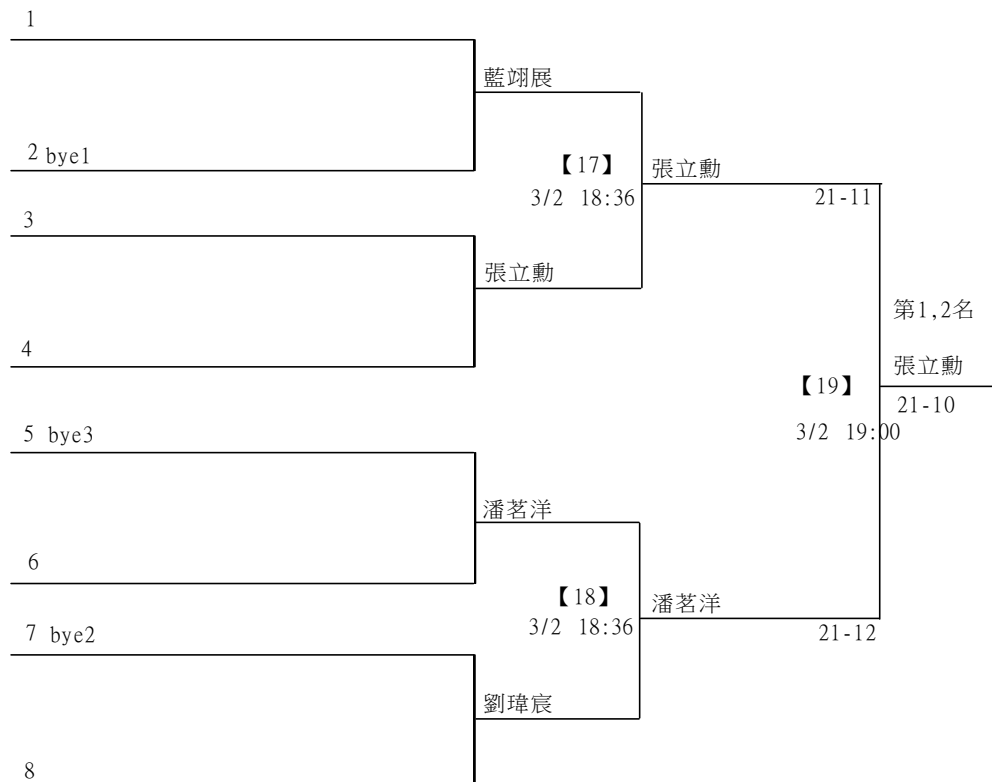 1
藍翊展
2 bye1
【17】
張立勳
3/2 18:36
21-11
3
張立勳
第1,2名
4
張立勳
【19】
21-10
5 bye3
3/2 19:00
潘茗洋
6
【18】
潘茗洋
3/2 18:36
21-12
7 bye2
劉瑋宸
8